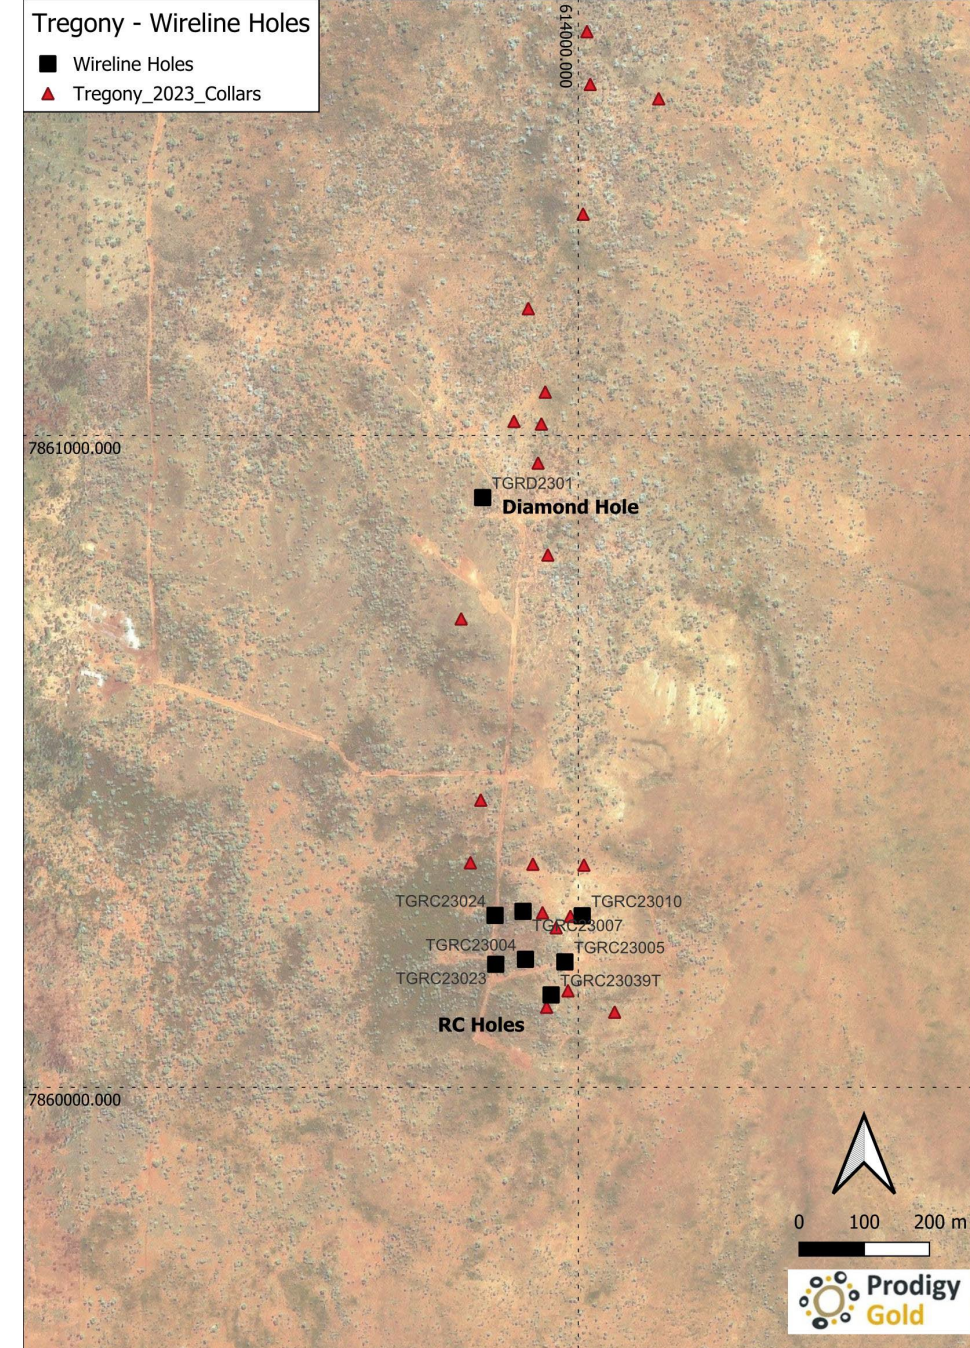 Tregony - Wireline Holes
Wireline Holes
Tregony_2023_Collars
614000.000
7861000.000
TGRD2301
Diamond Hole
TGRC23024
TGRC23010
TGRC23007
TGRC23004
TGRC23005
TGRC23023
TGRC23039T
RC Holes
7860000.000
0 100 200 m
Prodigy
Gold